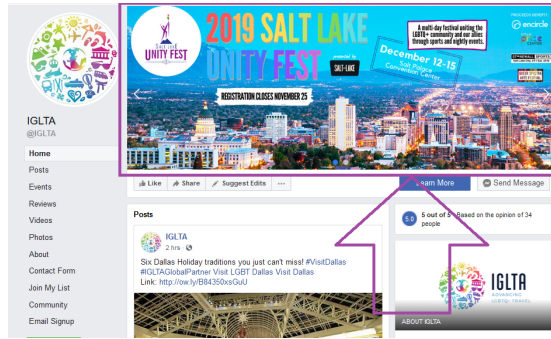 SALT LAKE
UNITY FEST
2019 SALT LAKE
UNITY FEST
presented by
SALT-LAKE
REGISTRATION CLOSES NOVEMBER 25
A multi-day festival uniting the
LGBTQ+ community and our allies
through sports and nightly events.
December 12-15
Salt Palace
Convention Center
PROCEEDS BENEFIT:
encircle
PRIDE
CENTER
IGLTA
@IGLTA
Home
Posts
Events
Reviews
Videos
Photos
About
Contact Form
Join My List
Community
Email Signup
Like Share Suggest Edits ...
Learn More
Send Message
Posts
IGLTA
2 hrs ·
Six Dallas Holiday traditions you just can't miss! #VisitDallas
#IGLTAGlobalPartner Visit LGBT Dallas Visit Dallas
Link: http://ow.ly/B84350xsGuU
5.0
5 out of 5 · Based on the opinion of 34
people
IGLTA
ADVANCING
LGBTQ+ TRAVEL
ABOUT IGLTA